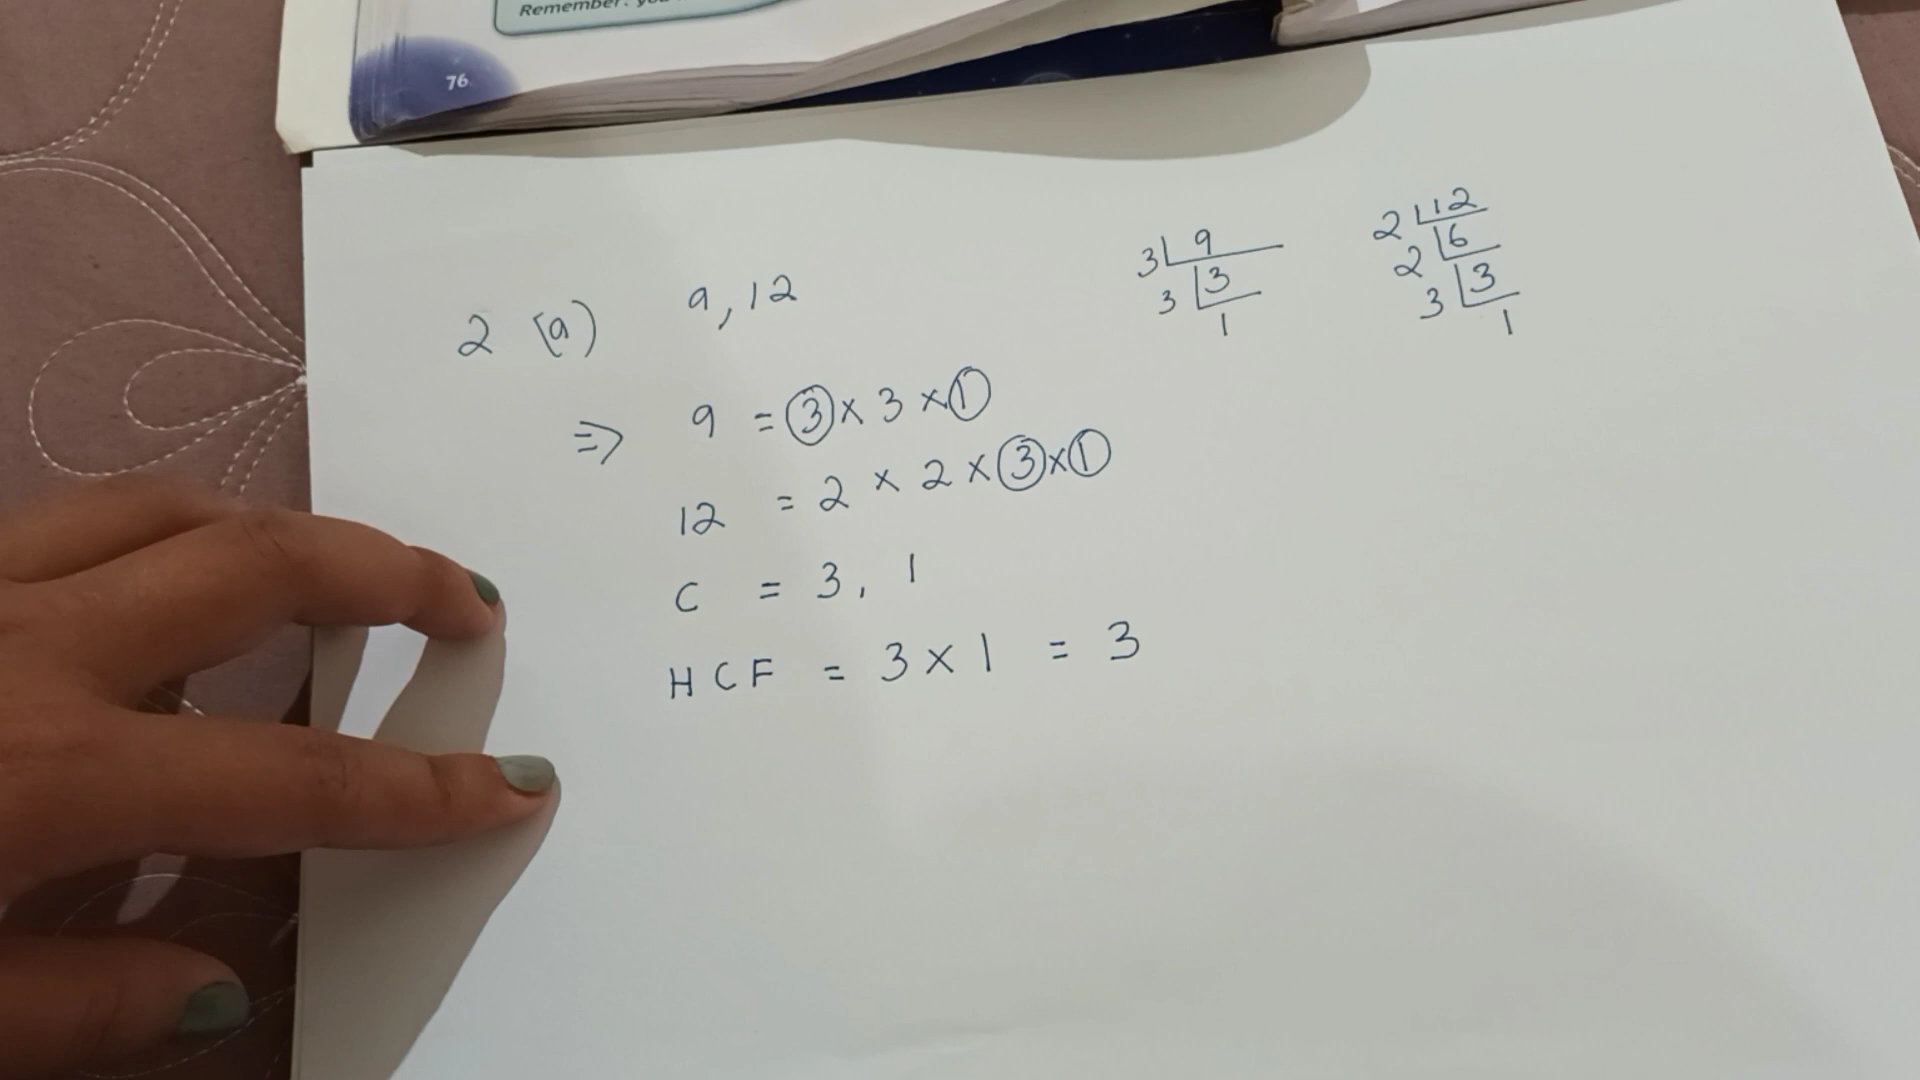 Remember:
76
2 (a) 9, 12
⇒ 9 = 3 × 3 × 1
12 = 2 × 2 × 3 × 1
C = 3, 1
HCF = 3 × 1 = 3
3 9
3 3
1
2 12
2 6
3 3
1